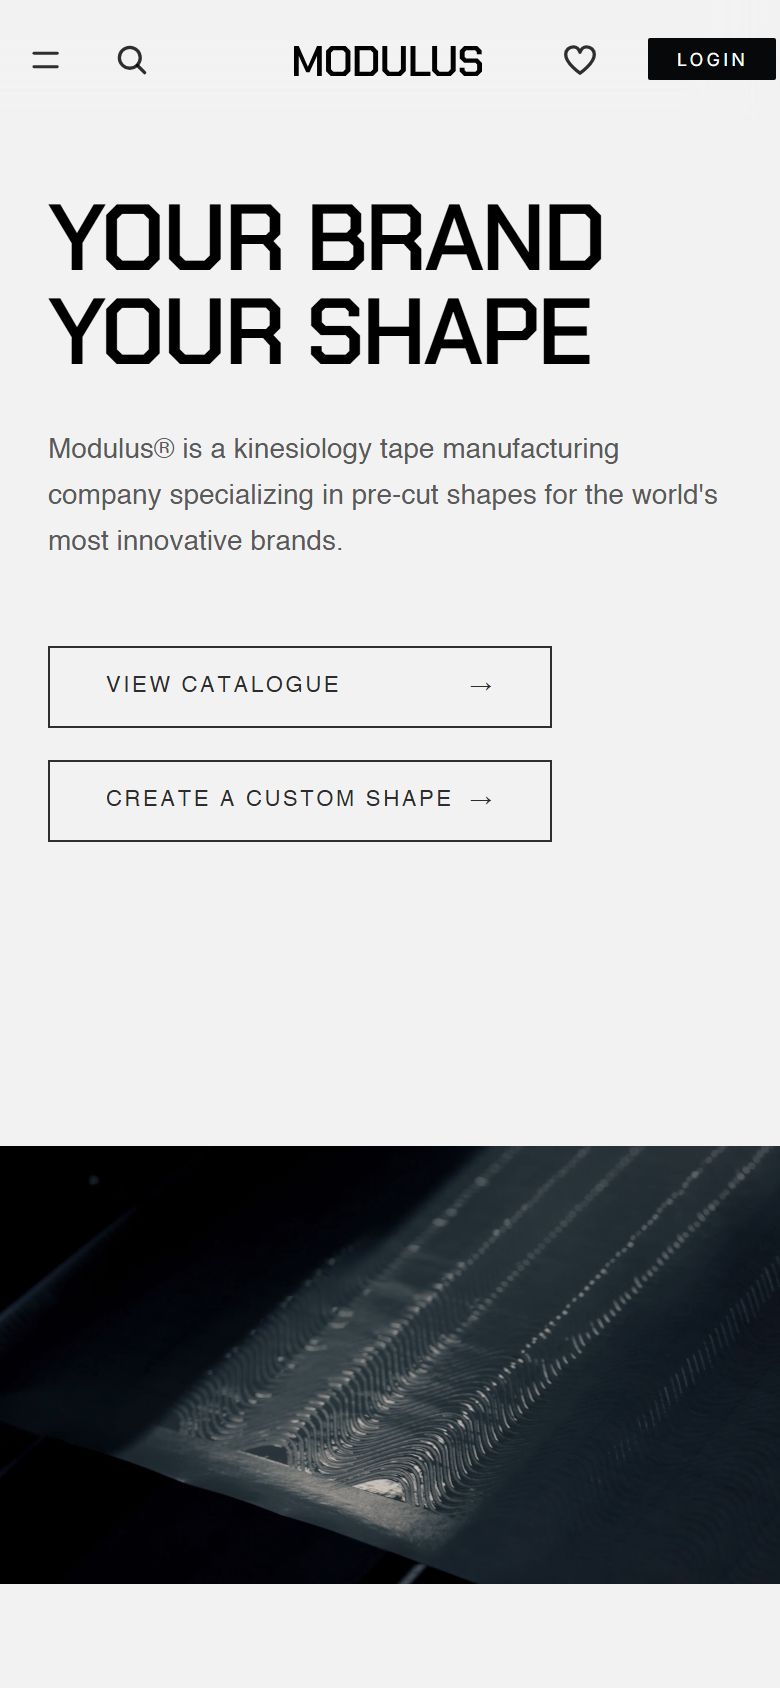 MODULUS
LOGIN
YOUR BRAND
YOUR SHAPE
Modulus® is a kinesiology tape manufacturing
company specializing in pre-cut shapes for the world's
most innovative brands.
VIEW CATALOGUE →
CREATE A CUSTOM SHAPE →